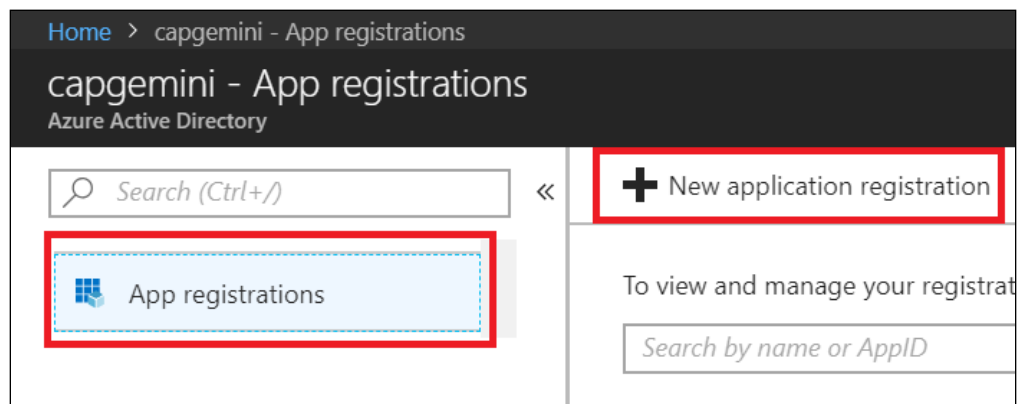 Home > capgemini - App registrations
capgemini - App registrations
Azure Active Directory
Search (Ctrl+/)
«
New application registration
App registrations
To view and manage your registrat
Search by name or AppID